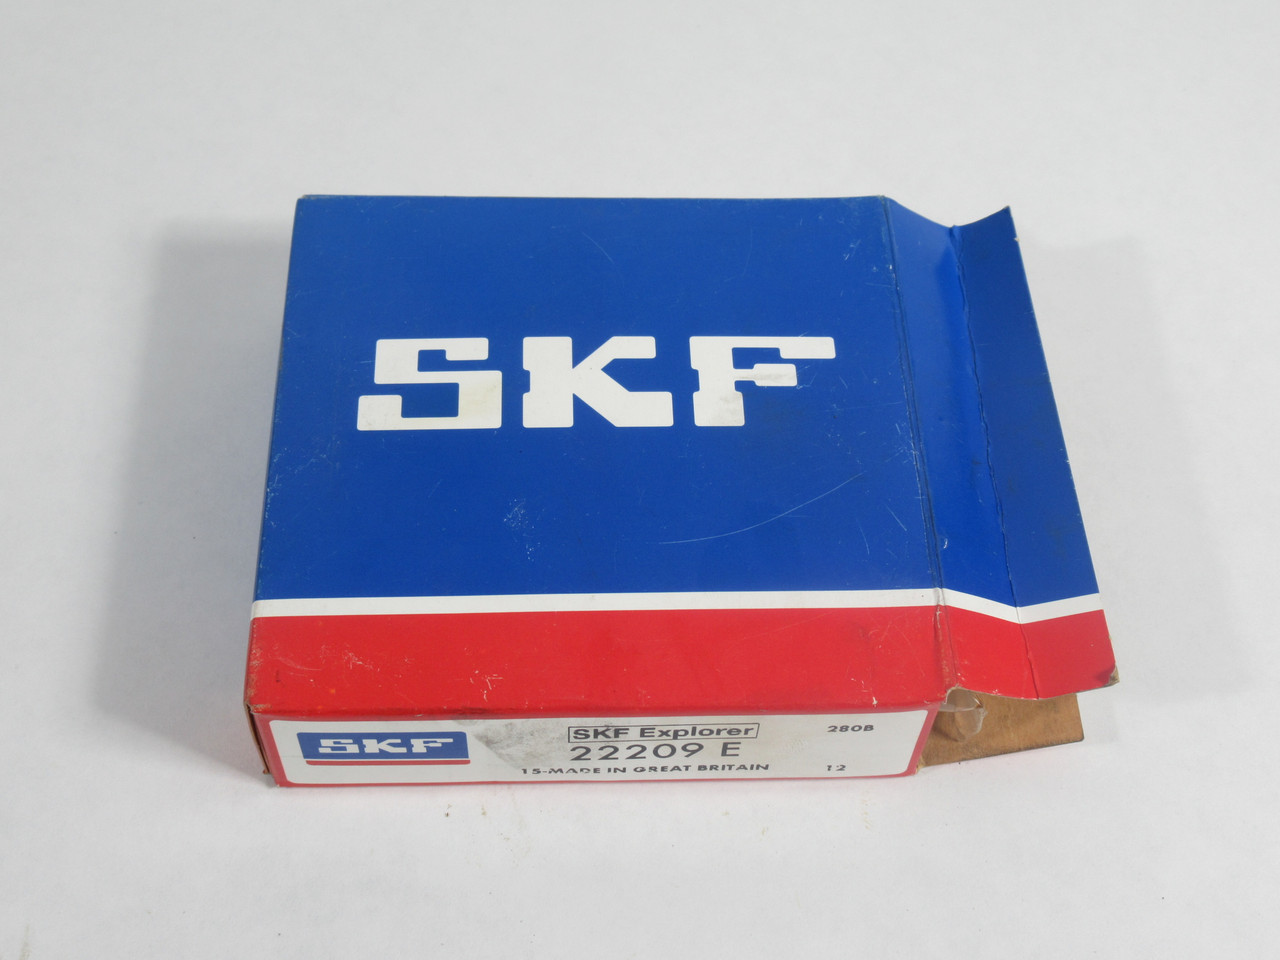 SKF
SKF
SKF Explorer
22209 E
15-MADE IN GREAT BRITAIN
280B
12